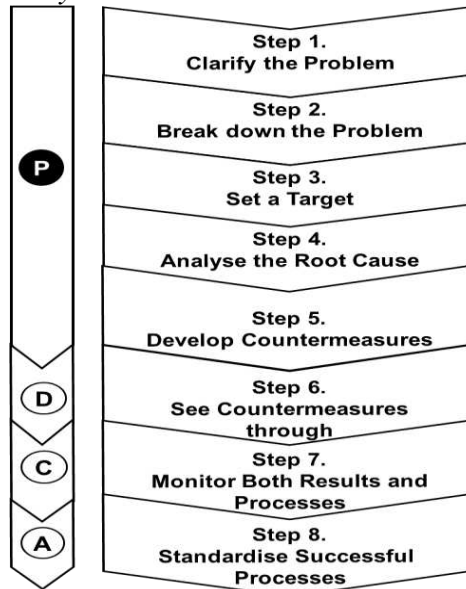 P
D
C
A
Step 1.
Clarify the Problem
Step 2.
Break down the Problem
Step 3.
Set a Target
Step 4.
Analyse the Root Cause
Step 5.
Develop Countermeasures
Step 6.
See Countermeasures
through
Step 7.
Monitor Both Results and
Processes
Step 8.
Standardise Successful
Processes